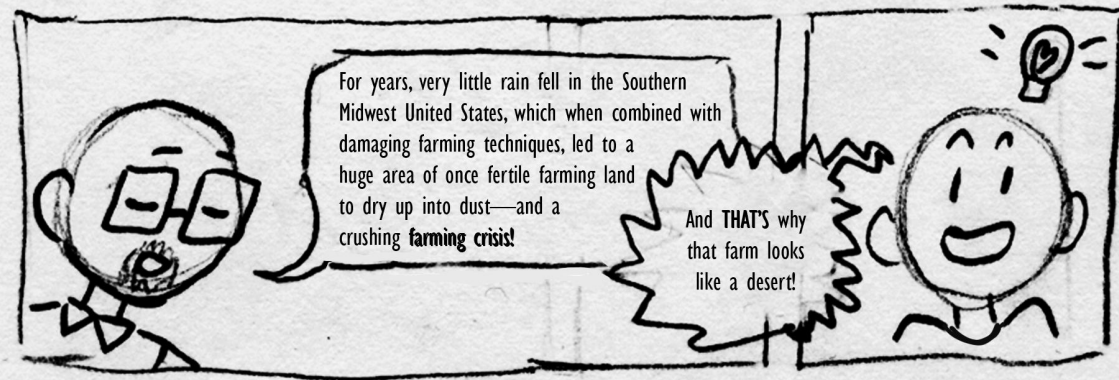 For years, very little rain fell in the Southern
Midwest United States, which when combined with
damaging farming techniques, led to a
huge area of once fertile farming land
to dry up into dust—and a
crushing farming crisis!
And THAT'S why
that farm looks
like a desert!